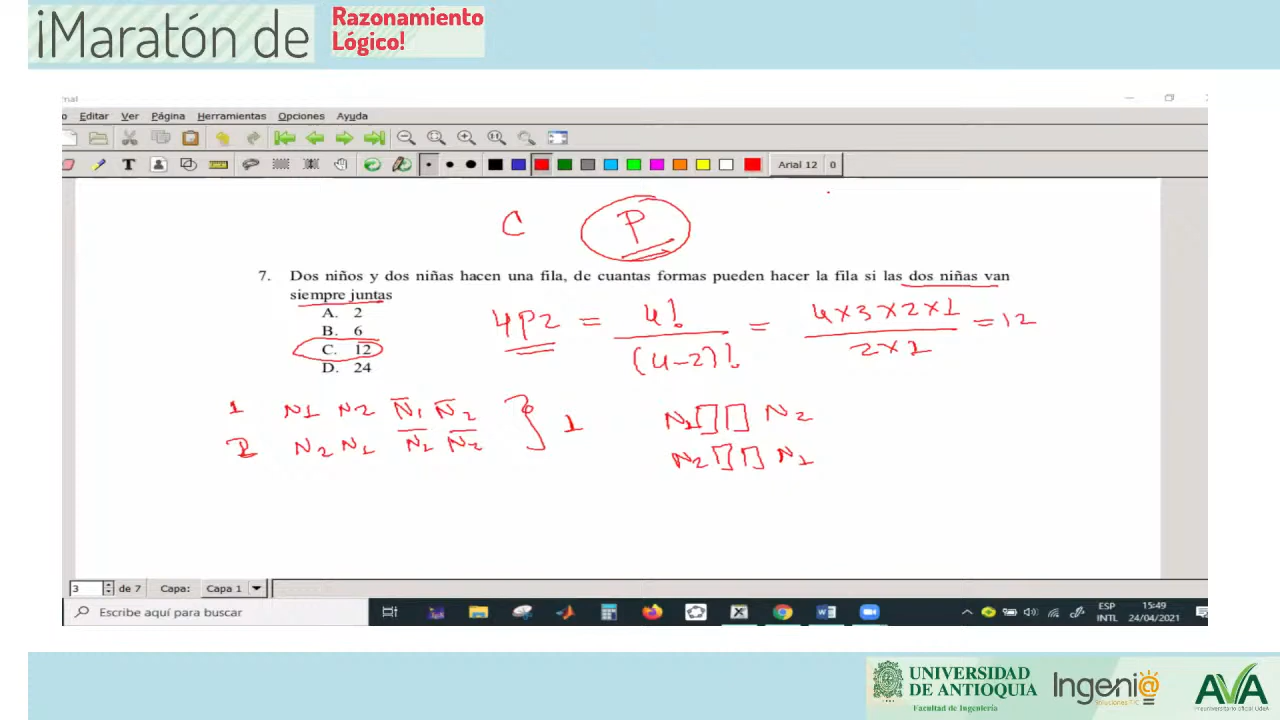 ¡Maratón de Razonamiento Lógico!
Editar Ver Página Herramientas Opciones Ayuda
Arial 12 0
C P
7. Dos niños y dos niñas hacen una fila, de cuantas formas pueden hacer la fila si las dos niñas van
siempre juntas
A. 2
B. 6
C. 12
D. 24
4P2 = 4! / (4-2)! = 4x3x2x1 / 2x1 = 12
1 N1 N2 N̅1 N̅2 } 1
2 N2 N1 N̅1 N̅2
N1 [] [] N2
N2 [] [] N1
3 de 7 Capa: Capa 1
Escribe aquí para buscar
ESP INTL
15:49
24/04/2021
UNIVERSIDAD DE ANTIOQUIA
Facultad de Ingeniería
Ingeni@
Soluciones TIC
AVA